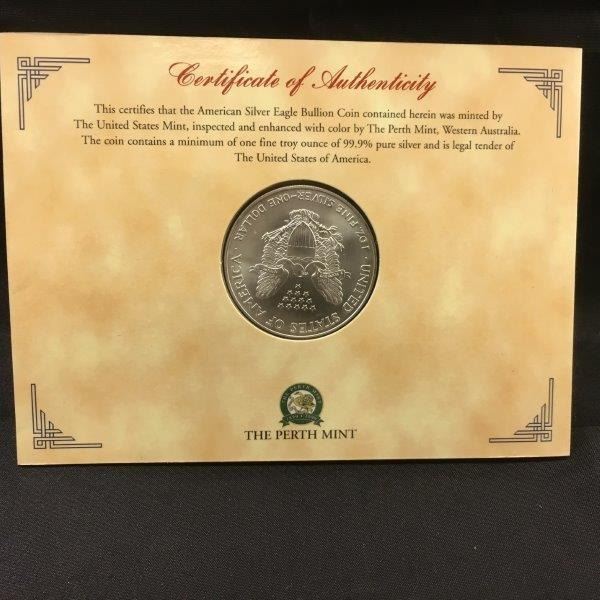 Certificate of Authenticity
This certifies that the American Silver Eagle Bullion Coin contained herein was minted by
The United States Mint, inspected and enhanced with color by The Perth Mint, Western Australia.
The coin contains a minimum of one fine troy ounce of 99.9% pure silver and is legal tender of
The United States of America.
UNITED STATES OF AMERICA
1 OZ. FINE SILVER~ONE DOLLAR
THE PERTH MINT
THE PERTH MINT